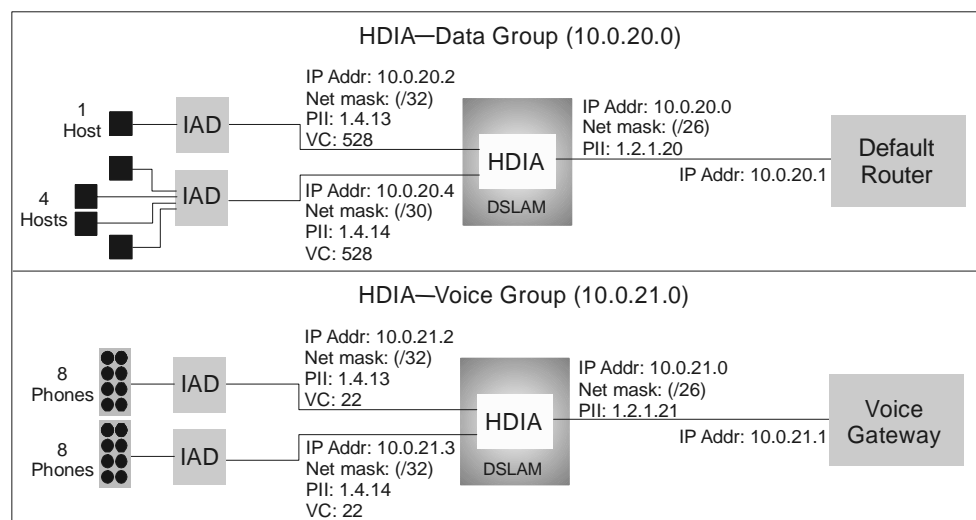 HDIA—Data Group (10.0.20.0)
1
Host
IAD
IP Addr: 10.0.20.2
Net mask: (/32)
PII: 1.4.13
VC: 528
4
Hosts
IAD
IP Addr: 10.0.20.4
Net mask: (/30)
PII: 1.4.14
VC: 528
HDIA
DSLAM
IP Addr: 10.0.20.0
Net mask: (/26)
PII: 1.2.1.20
IP Addr: 10.0.20.1
Default
Router
HDIA—Voice Group (10.0.21.0)
8
Phones
IAD
IP Addr: 10.0.21.2
Net mask: (/32)
PII: 1.4.13
VC: 22
8
Phones
IAD
IP Addr: 10.0.21.3
Net mask: (/32)
PII: 1.4.14
VC: 22
HDIA
DSLAM
IP Addr: 10.0.21.0
Net mask: (/26)
PII: 1.2.1.21
IP Addr: 10.0.21.1
Voice
Gateway